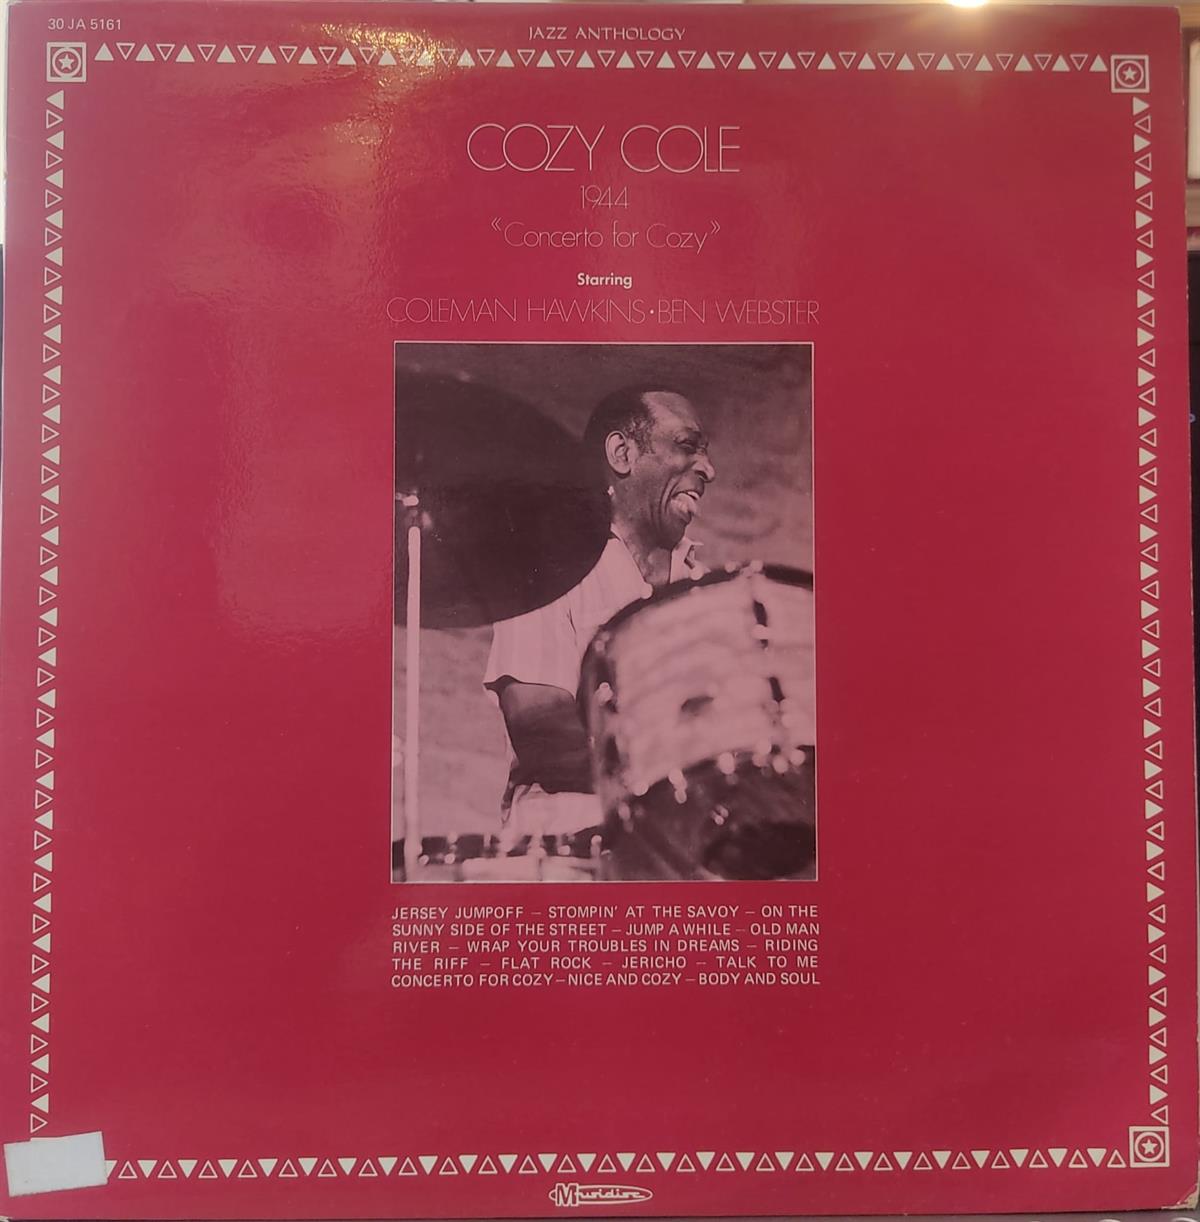 30 JA 5161
JAZZ ANTHOLOGY
COZY COLE
1944
«Concerto for Cozy»
Starring
COLEMAN HAWKINS · BEN WEBSTER
JERSEY JUMPOFF – STOMPIN' AT THE SAVOY – ON THE
SUNNY SIDE OF THE STREET – JUMP A WHILE – OLD MAN
RIVER – WRAP YOUR TROUBLES IN DREAMS – RIDING
THE RIFF – FLAT ROCK – JERICHO – TALK TO ME
CONCERTO FOR COZY – NICE AND COZY – BODY AND SOUL
Musidisc